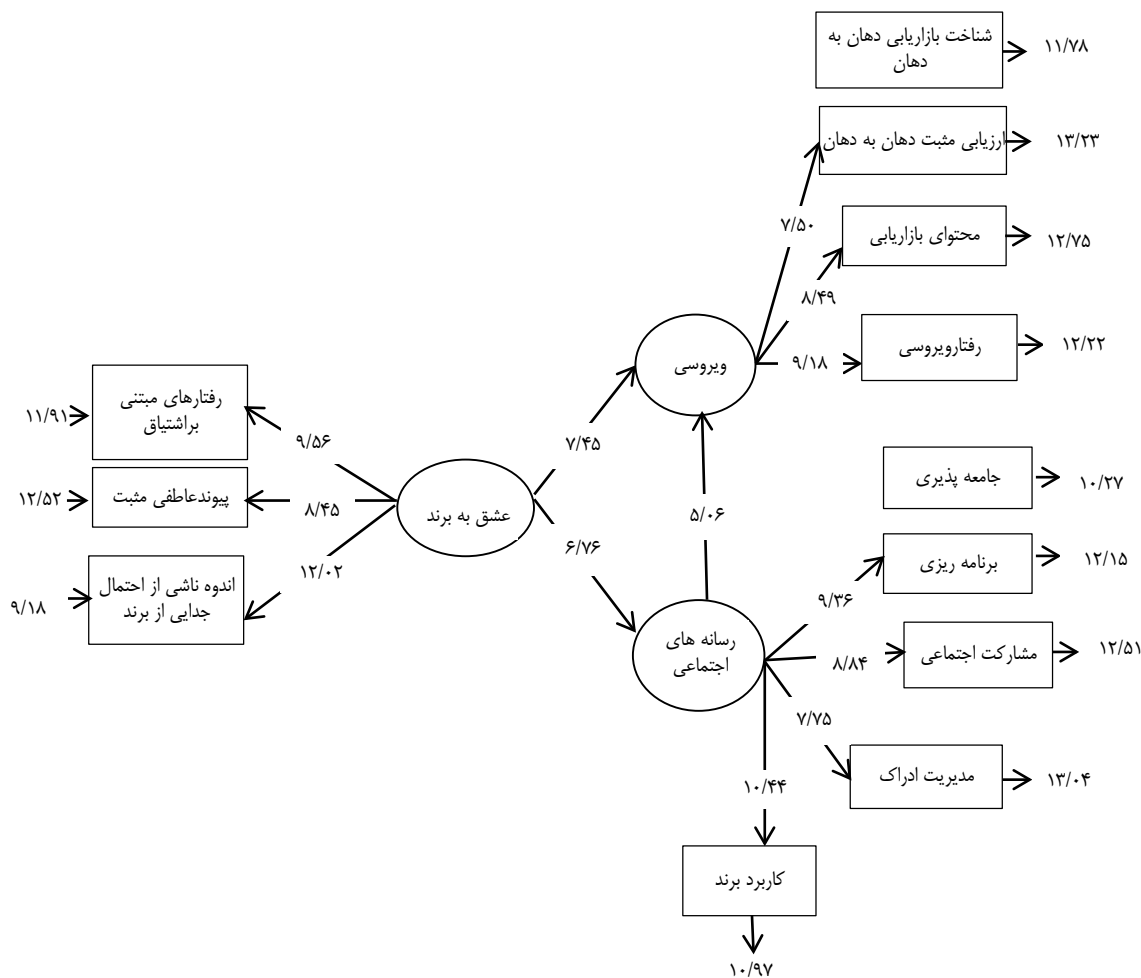 شناخت بازاریابی دهان به
دهان
۱۱/۷۸
ارزیابی مثبت دهان به دهان
۱۳/۲۳
۷/۵۰
محتوای بازاریابی
۱۲/۷۵
۸/۴۹
رفتارویروسی
۱۲/۲۲
۹/۱۸
ویروسی
رفتارهای مبتنی
براشتیاق
۱۱/۹۱
۹/۵۶
۷/۴۵
پیوندعاطفی مثبت
۱۲/۵۲
۸/۴۵
عشق به برند
جامعه پذیری
۱۰/۲۷
۵/۰۶
۶/۷۶
برنامه ریزی
۱۲/۱۵
اندوه ناشی از احتمال
جدایی از برند
۹/۱۸
۱۲/۰۲
۹/۳۶
رسانه های
اجتماعی
مشارکت اجتماعی
۱۲/۵۱
۸/۸۴
۷/۷۵
مدیریت ادراک
۱۳/۰۴
۱۰/۴۴
کاربرد برند
۱۰/۹۷